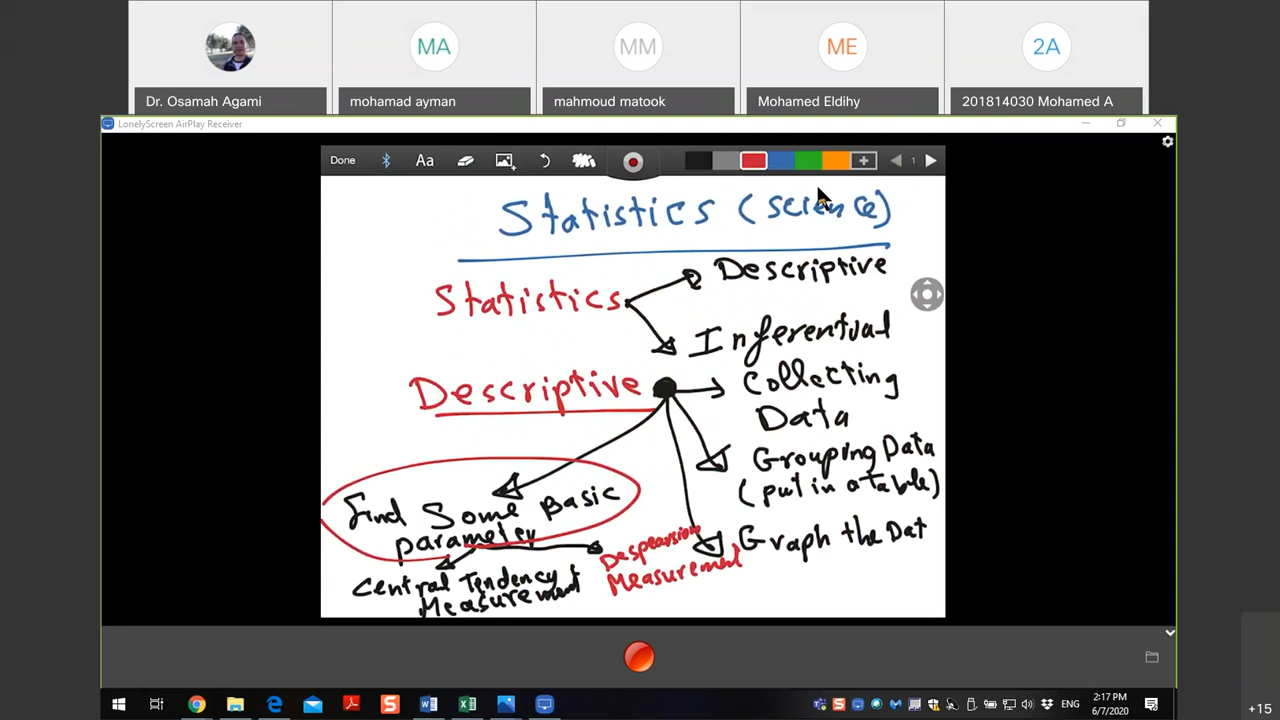 MA
MM
ME
2A
Dr. Osamah Agami
mohamad ayman
mahmoud matook
Mohamed Eldihy
201814030 Mohamed A
LonelyScreen AirPlay Receiver
Done
Aa
1
Statistics (science)
Statistics
Descriptive
Inferentual
Descriptive
Collecting
Data
Grouping Data
(put in a table)
Graph the Dat
Find Some Basic
parameter
Central Tendency
Measurement
Despearsion
Measurement
ENG
2:17 PM
6/7/2020
+15